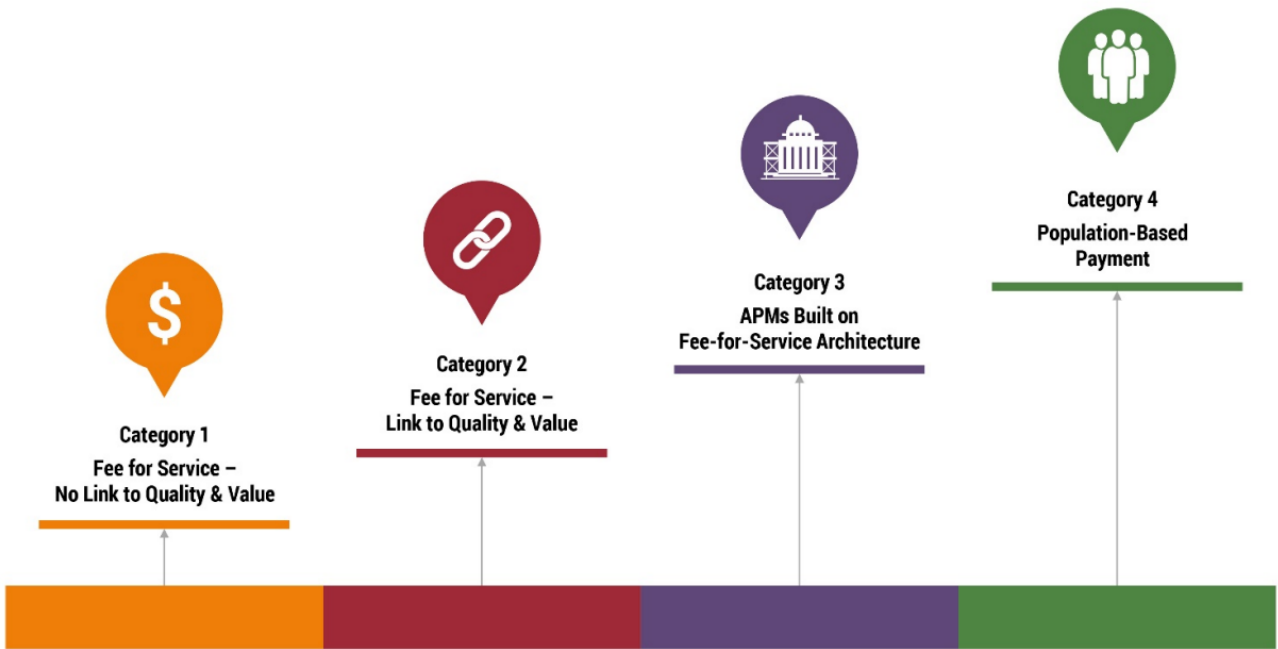 $
Category 1
Fee for Service –
No Link to Quality & Value
Category 2
Fee for Service –
Link to Quality & Value
Category 3
APMs Built on
Fee-for-Service Architecture
Category 4
Population-Based
Payment